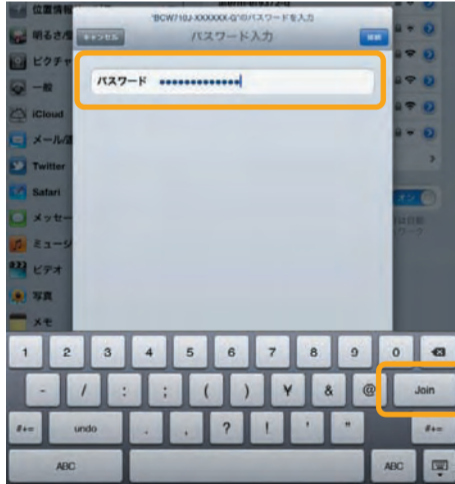 "BCW710J-XXXXXX-G"のパスワードを入力
キャンセル
パスワード入力
接続
パスワード ●●●●●●●●●●●●●
位置情報
明るさ/
ピクチャ
一般
iCloud
メール/
Twitter
Safari
メッセー
ミュージ
ビデオ
写真
メモ
オン
1 2 3 4 5 6 7 8 9 0
- / : ; ( ) ¥ & @ Join
#+= undo . , ? ! ' " #+=
ABC ABC